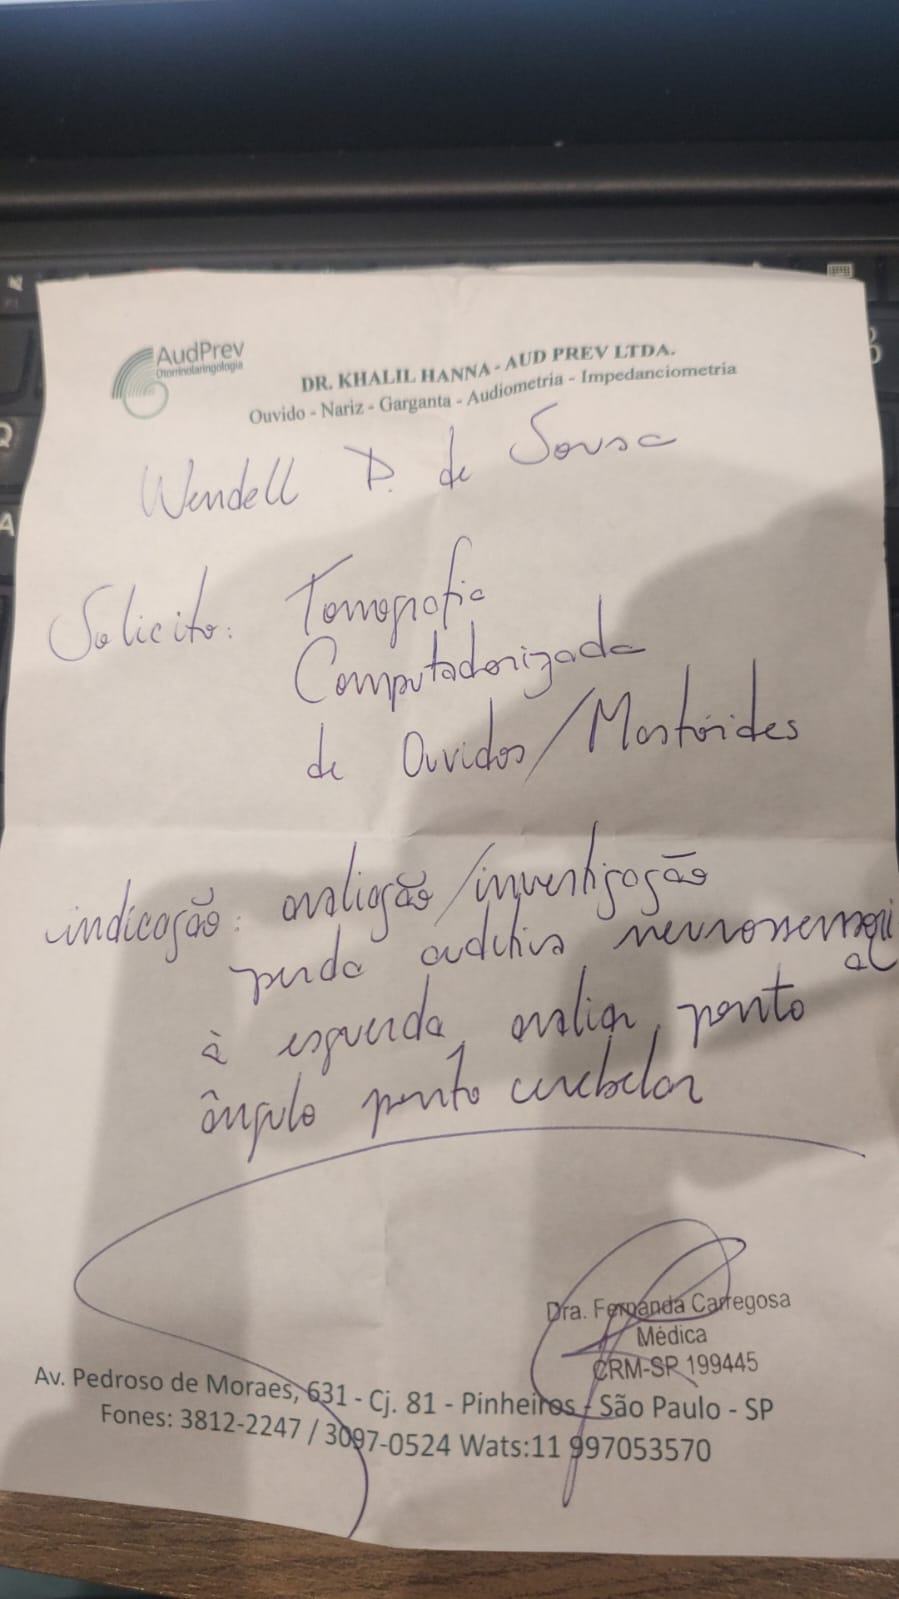 AudPrev
Otorrinolaringologia
DR. KHALIL HANNA - AUD PREV LTDA.
Ouvido - Nariz - Garganta - Audiometria - Impedanciometria
Wendell P. de Sousa
Solicito: Tomografia
Computadorizada
de Ouvidos/Mastóides
indicação: avaliação/investigação
perda auditiva neurossensori
al
à esquerda, avaliar ponto
ângulo ponto cerebelar
Dra. Fernanda Carregosa
Médica
CRM-SP 199445
Av. Pedroso de Moraes, 631 - Cj. 81 - Pinheiros - São Paulo - SP
Fones: 3812-2247 / 3097-0524 Wats:11 997053570